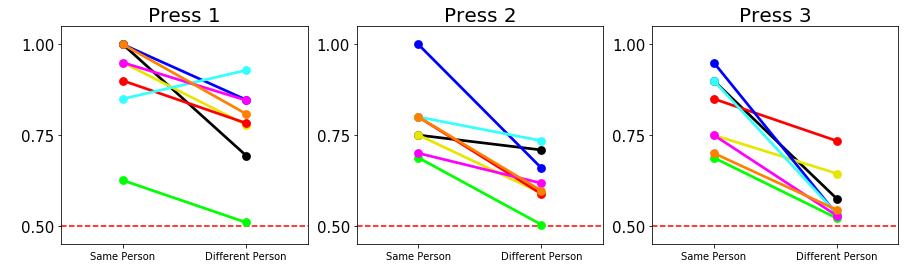 Press 1
Press 2
Press 3
1.00
0.75
0.50
Same Person
Different Person
1.00
0.75
0.50
Same Person
Different Person
1.00
0.75
0.50
Same Person
Different Person